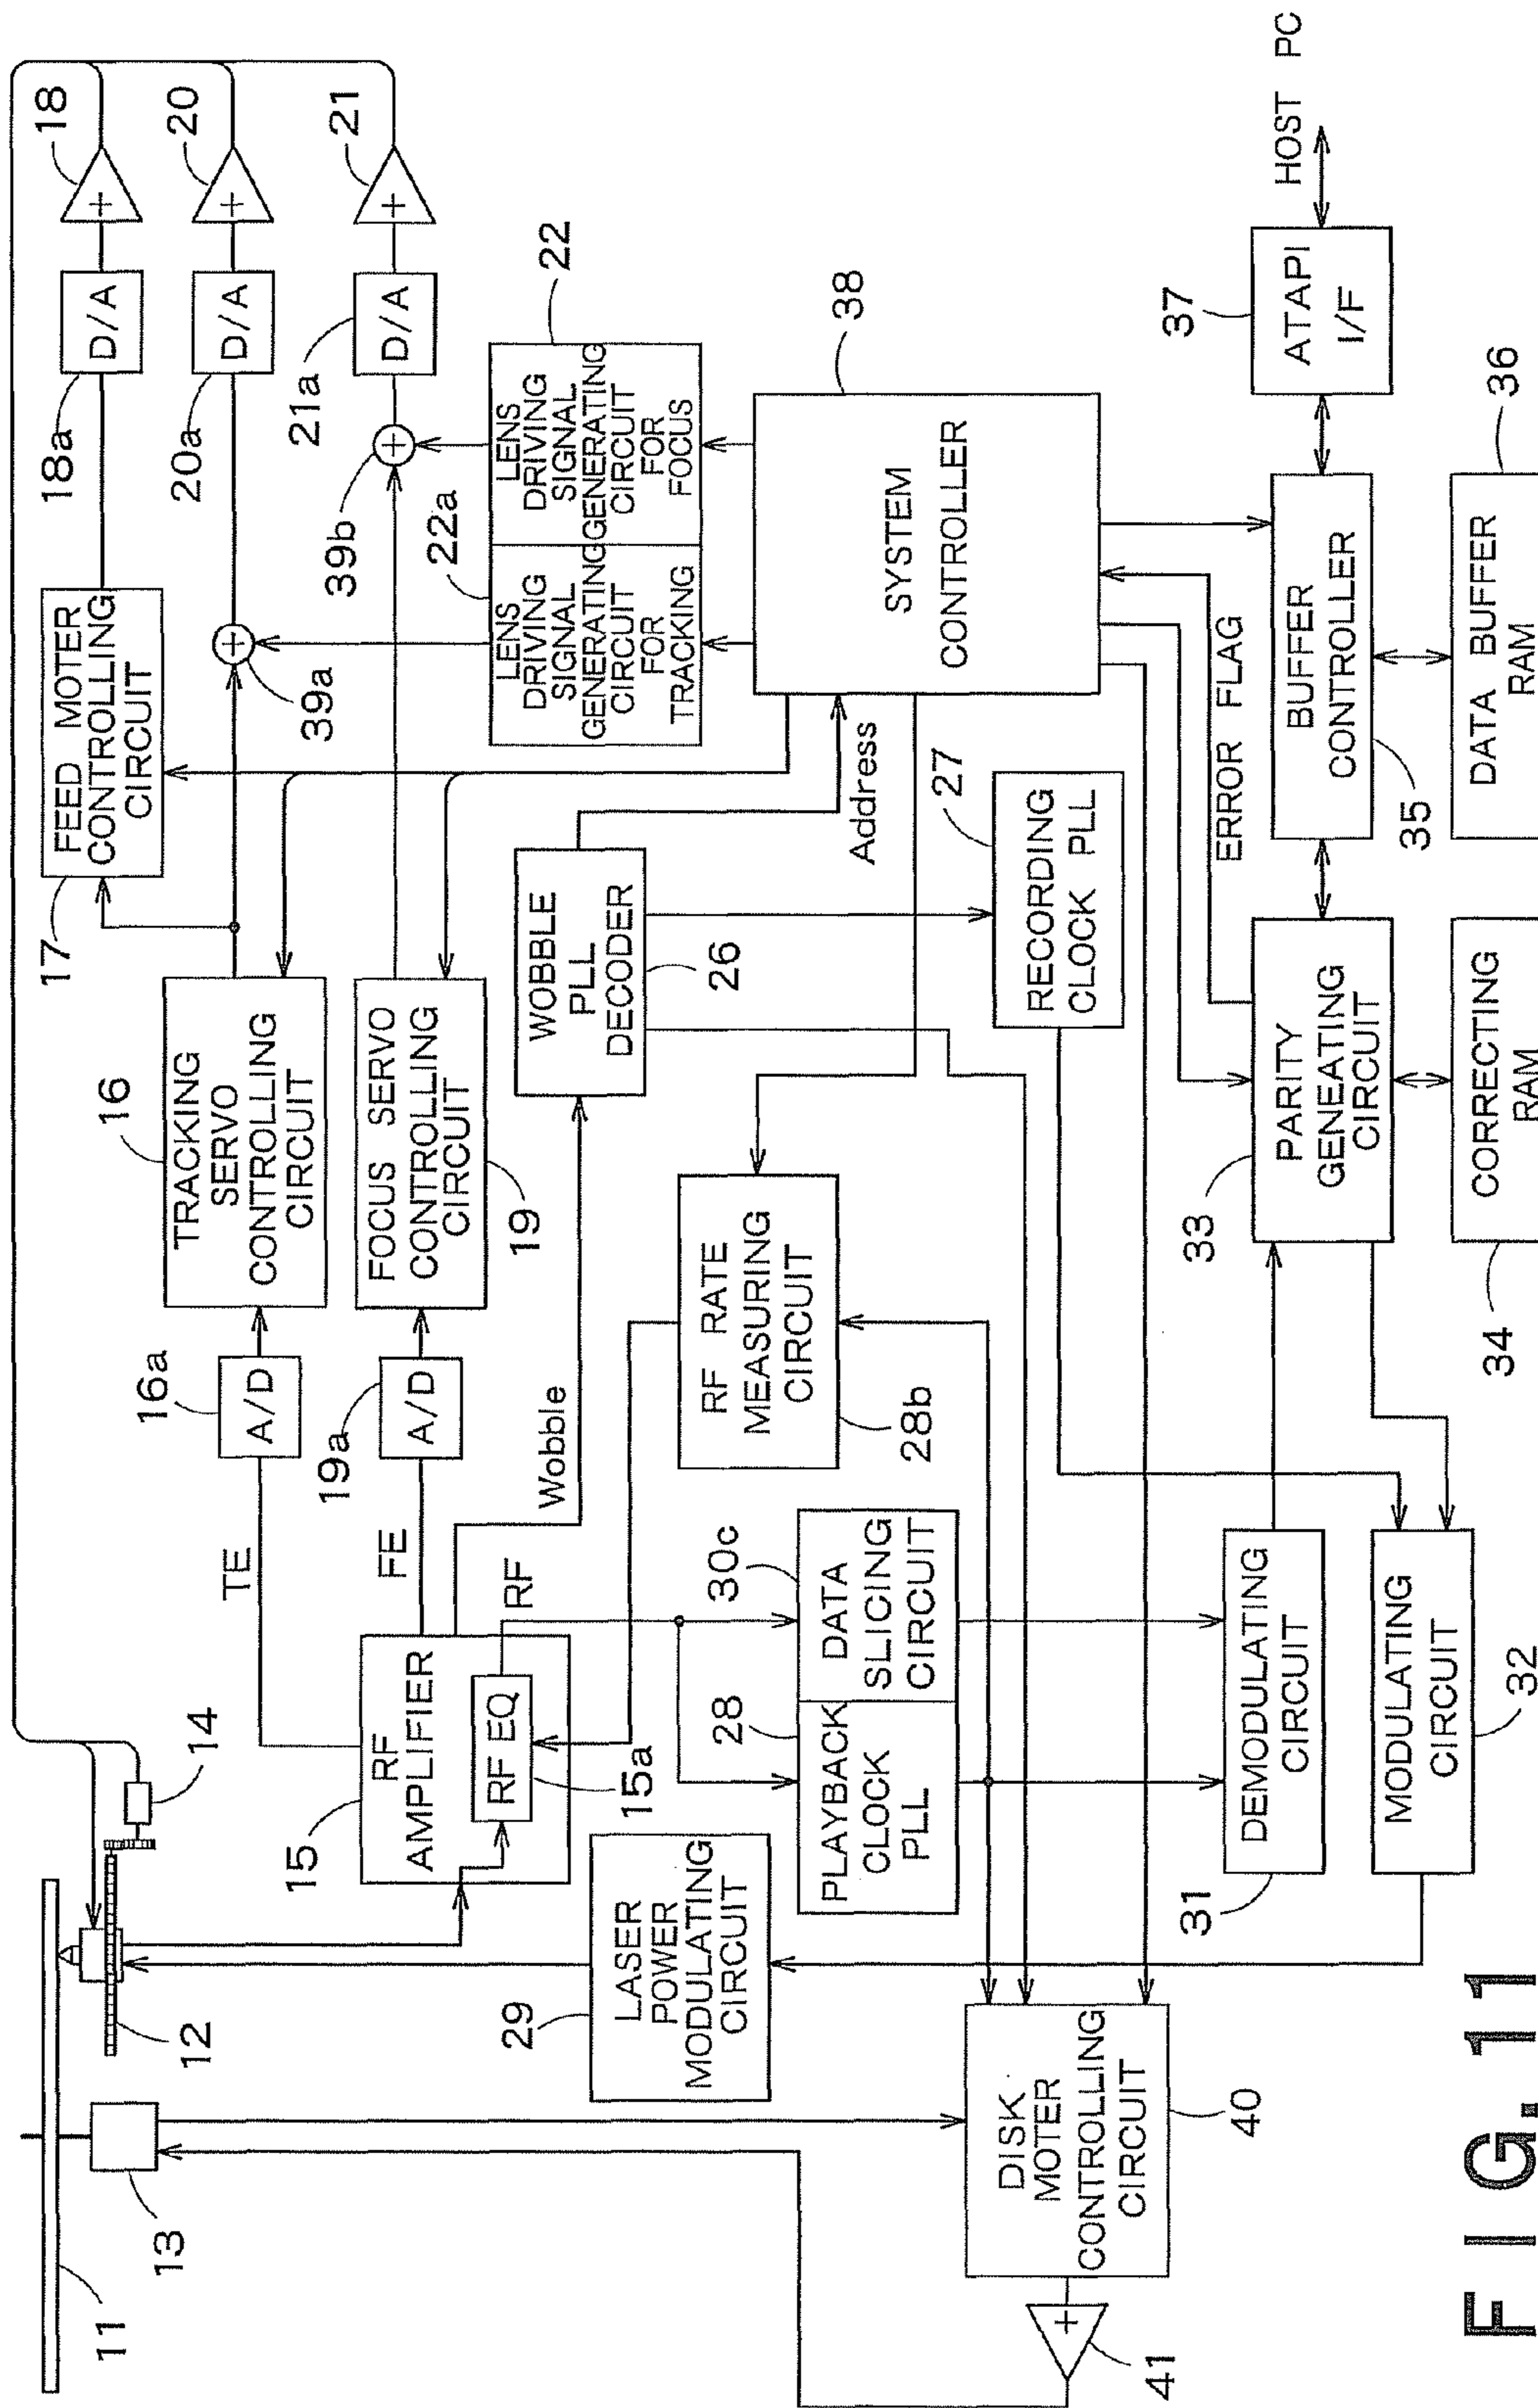 11
13
12
14
18
20
21
18a
D/A
20a
D/A
21a
D/A
17
FEED MOTER
CONTROLLING
CIRCUIT
39a
39b
16
TRACKING
SERVO
CONTROLLING
CIRCUIT
FOCUS SERVO
CONTROLLING
CIRCUIT
19
16a
A/D
19a
A/D
TE
FE
Wobble
15
RF
AMPLIFIER
RF EQ
15a
RF
22a
LENS
DRIVING
SIGNAL
GENERATING
CIRCUIT
FOR
TRACKING
22
LENS
DRIVING
SIGNAL
GENERATING
CIRCUIT
FOR
FOCUS
WOBBLE
PLL
DECODER
26
Address
SYSTEM
CONTROLLER
38
29
LASER
POWER
MODULATING
CIRCUIT
28
PLAYBACK
CLOCK
PLL
30c
DATA
SLICING
CIRCUIT
RF RATE
MEASURING
CIRCUIT
28b
27
RECORDING
CLOCK PLL
DISK
MOTER
CONTROLLING
CIRCUIT
40
41
31
DEMODULATING
CIRCUIT
MODULATING
CIRCUIT
32
33
PARITY
GENEATING
CIRCUIT
ERROR FLAG
BUFFER
CONTROLLER
35
37
ATAPI
I/F
HOST PC
34
CORRECTING
RAM
DATA BUFFER
RAM
36
FIG. 11